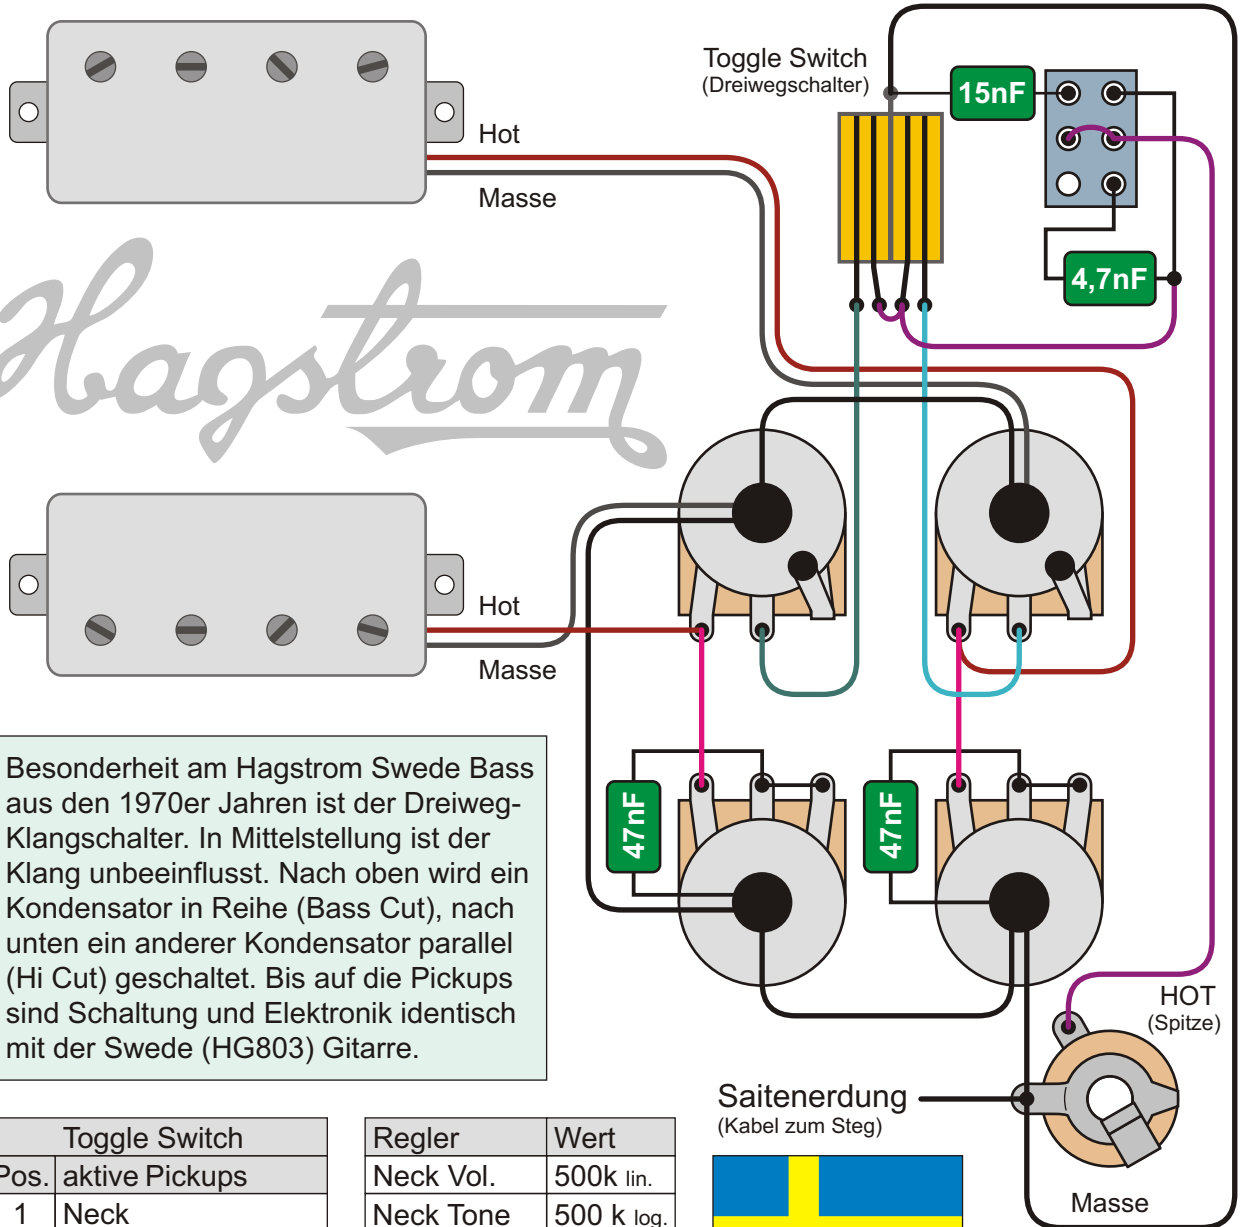 Toggle Switch
(Dreiwegschalter)
15nF
4,7nF
Hot
Masse
Hagstrom
Hot
Masse
47nF
47nF
Besonderheit am Hagstrom Swede Bass
aus den 1970er Jahren ist der Dreiweg-
Klangschalter. In Mittelstellung ist der
Klang unbeeinflusst. Nach oben wird ein
Kondensator in Reihe (Bass Cut), nach
unten ein anderer Kondensator parallel
(Hi Cut) geschaltet. Bis auf die Pickups
sind Schaltung und Elektronik identisch
mit der Swede (HG803) Gitarre.
HOT
(Spitze)
Saitenerdung
(Kabel zum Steg)
Masse
Toggle Switch
Pos. aktive Pickups
1 Neck
Regler Wert
Neck Vol. 500k lin.
Neck Tone 500 k log.